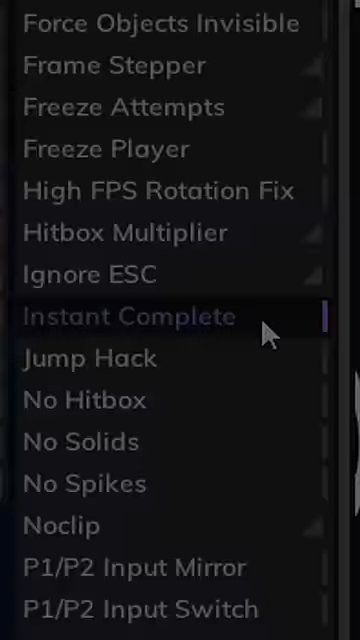 Force Objects Invisible
Frame Stepper
Freeze Attempts
Freeze Player
High FPS Rotation Fix
Hitbox Multiplier
Ignore ESC
Instant Complete
Jump Hack
No Hitbox
No Solids
No Spikes
Noclip
P1/P2 Input Mirror
P1/P2 Input Switch